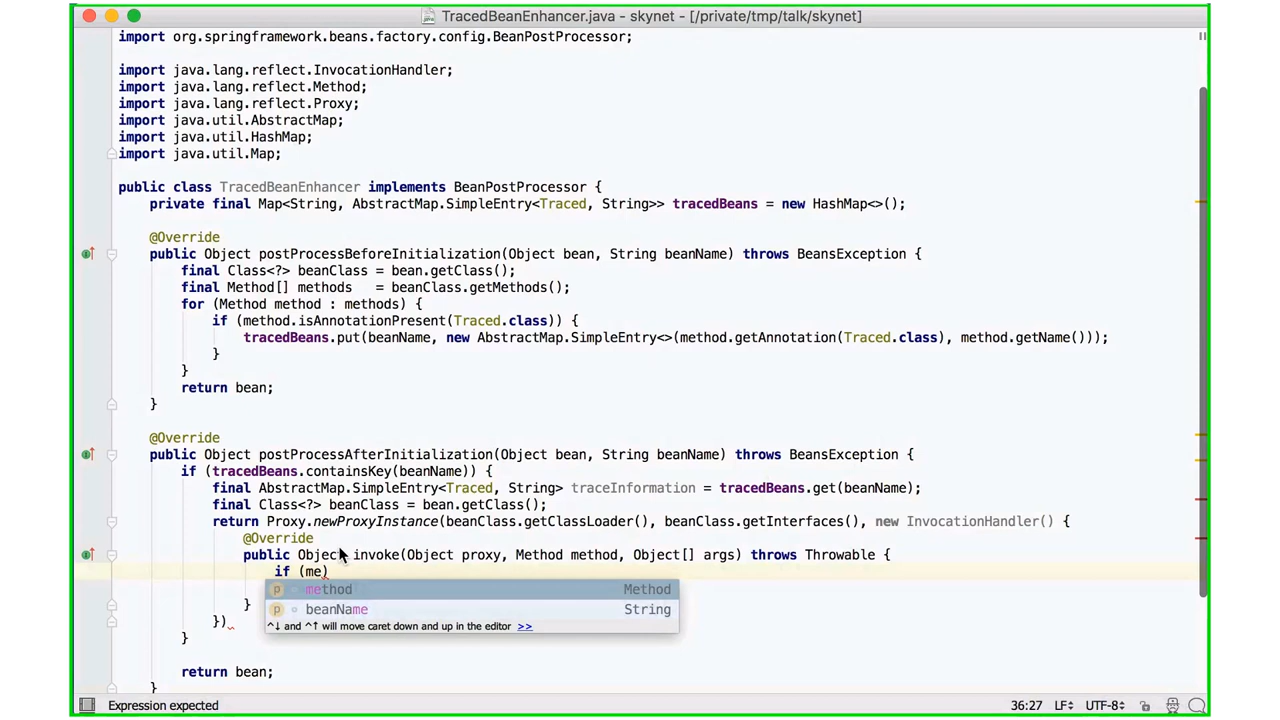 TracedBeanEnhancer.java - skynet - [/private/tmp/talk/skynet]
import org.springframework.beans.factory.config.BeanPostProcessor;
import java.lang.reflect.InvocationHandler;
import java.lang.reflect.Method;
import java.lang.reflect.Proxy;
import java.util.AbstractMap;
import java.util.HashMap;
import java.util.Map;
public class TracedBeanEnhancer implements BeanPostProcessor {
private final Map<String, AbstractMap.SimpleEntry<Traced, String>> tracedBeans = new HashMap<>();
@Override
public Object postProcessBeforeInitialization(Object bean, String beanName) throws BeansException {
final Class<?> beanClass = bean.getClass();
final Method[] methods = beanClass.getMethods();
for (Method method : methods) {
if (method.isAnnotationPresent(Traced.class)) {
tracedBeans.put(beanName, new AbstractMap.SimpleEntry<>(method.getAnnotation(Traced.class), method.getName()));
}
}
return bean;
}
@Override
public Object postProcessAfterInitialization(Object bean, String beanName) throws BeansException {
if (tracedBeans.containsKey(beanName)) {
final AbstractMap.SimpleEntry<Traced, String> traceInformation = tracedBeans.get(beanName);
final Class<?> beanClass = bean.getClass();
return Proxy.newProxyInstance(beanClass.getClassLoader(), beanClass.getInterfaces(), new InvocationHandler() {
@Override
public Object invoke(Object proxy, Method method, Object[] args) throws Throwable {
if (me)
method Method
beanName String
^↓ and ^↑ will move caret down and up in the editor >>
}
})
}
return bean;
}
Expression expected 36:27 LF UTF-8